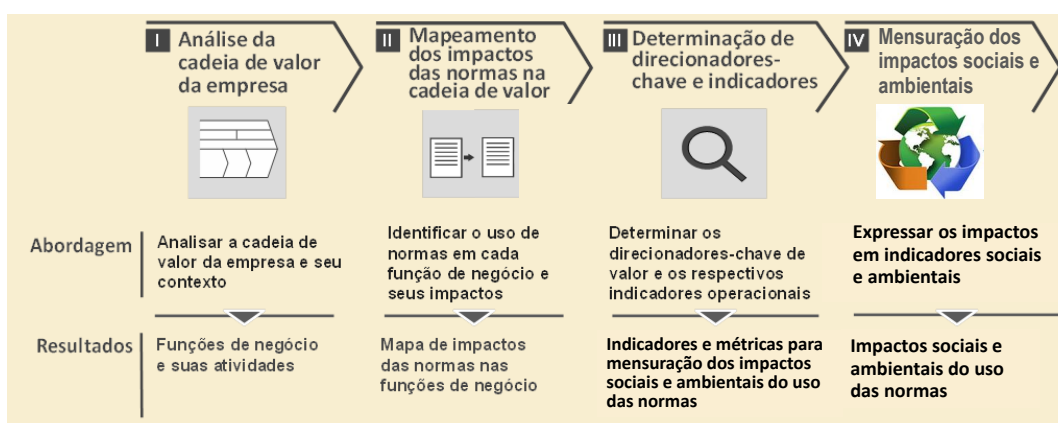 I Análise da
cadeia de valor
da empresa
II Mapeamento
dos impactos
das normas na
cadeia de valor
III Determinação de
direcionadores-
chave e indicadores
IV Mensuração dos
impactos sociais e
ambientais
Abordagem
Analisar a cadeia de
valor da empresa e seu
contexto
Identificar o uso de
normas em cada
função de negócio e
seus impactos
Determinar os
direcionadores-chave de
valor e os respectivos
indicadores operacionais
Expressar os impactos
em indicadores sociais
e ambientais
Resultados
Funções de negócio
e suas atividades
Mapa de impactos
das normas nas
funções de negócio
Indicadores e métricas para
mensuração dos impactos
sociais e ambientais do uso
das normas
Impactos sociais e
ambientais do uso
das normas